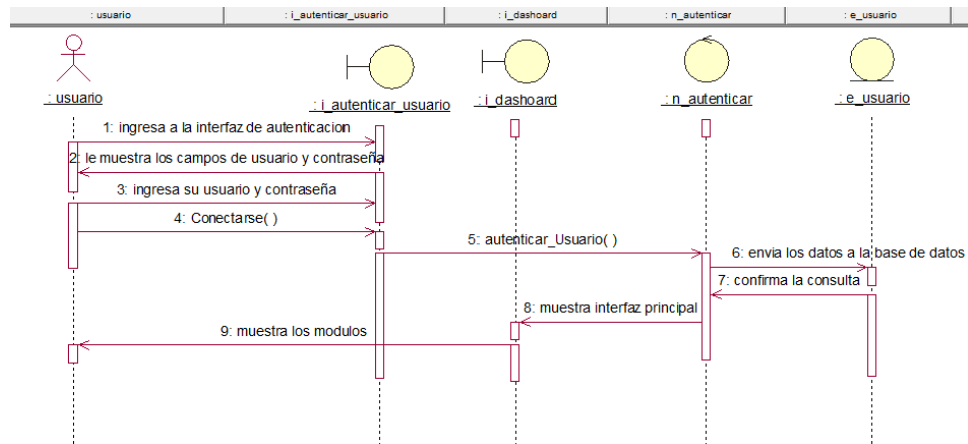 : usuario
: i_autenticar_usuario
: i_dashoard
: n_autenticar
: e_usuario
: usuario
: i_autenticar_usuario
: i_dashoard
: n_autenticar
: e_usuario
1: ingresa a la interfaz de autenticacion
2: le muestra los campos de usuario y contraseña
3: ingresa su usuario y contraseña
4: Conectarse( )
5: autenticar_Usuario( )
6: envia los datos a la base de datos
7: confirma la consulta
8: muestra interfaz principal
9: muestra los modulos